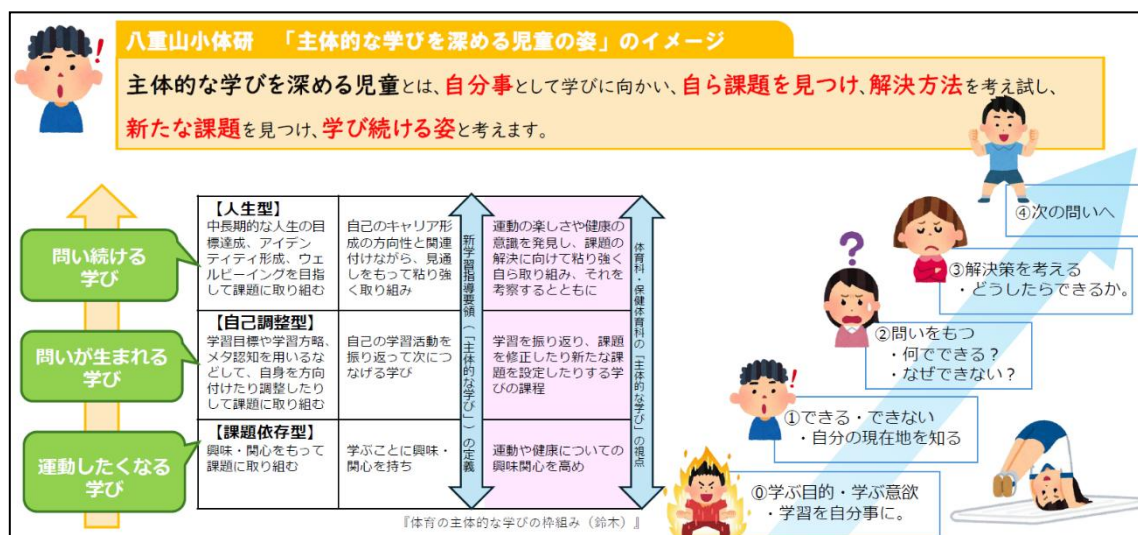 八重山小体研 「主体的な学びを深める児童の姿」のイメージ
主体的な学びを深める児童とは、自分事として学びに向かい、自ら課題を見つけ、解決方法を考え試し、
新たな課題を見つけ、学び続ける姿と考えます。
問い続ける
学び
問いが生まれる
学び
運動したくなる
学び
【人生型】
中長期的な人生の目
標達成、アイデン
ティティ形成、ウェ
ルビーイングを目指
して課題に取り組む
自己のキャリア形
成の方向性と関連
付けながら、見通
しをもって粘り強
く取り組み
運動の楽しさや健康の
意識を発見し、課題の
解決に向けて粘り強く
自ら取り組み、それを
考察するとともに
【自己調整型】
学習目標や学習方略、
メタ認知を用いるな
どして、自身を方向
付けたり調整したり
して課題に取り組む
自己の学習活動を
振り返って次につ
なげる学び
学習を振り返り、課題
を修正したり新たな課
題を設定したりする学
びの課程
【課題依存型】
興味・関心をもって
課題に取り組む
学ぶことに興味・
関心を持ち
運動や健康についての
興味関心を高め
新学習指導要領(「主体的な学び」)の定義
体育科・保健体育科の「主体的な学び」の視点
『体育の主体的な学びの枠組み(鈴木)』
④次の問いへ
③解決策を考える
・どうしたらできるか。
②問いをもつ
・何でできる?
・なぜできない?
①できる・できない
・自分の現在地を知る
⓪学ぶ目的・学ぶ意欲
・学習を自分事に。